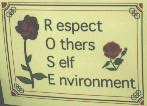 R espect
O thers
S elf
E nvironment